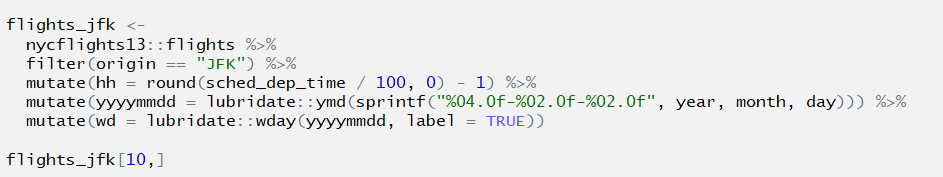 flights_jfk <-
  nycflights13::flights %>%
  filter(origin == "JFK") %>%
  mutate(hh = round(sched_dep_time / 100, 0) - 1) %>%
  mutate(yyyymmdd = lubridate::ymd(sprintf("%04.0f-%02.0f-%02.0f", year, month, day))) %>%
  mutate(wd = lubridate::wday(yyyymmdd, label = TRUE))

flights_jfk[10,]